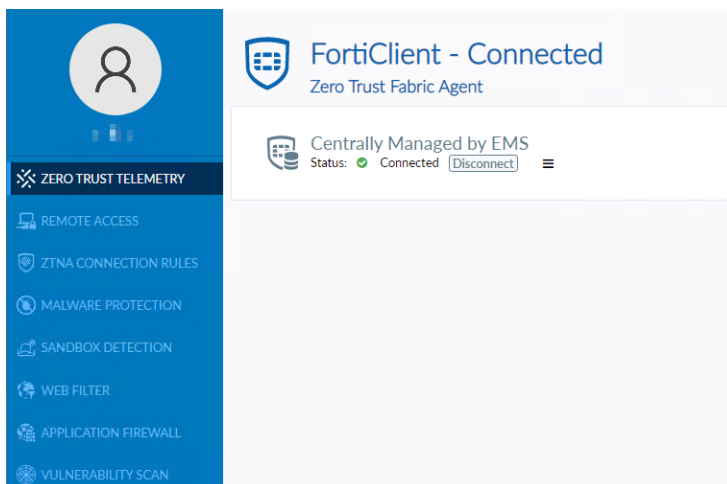 FortiClient - Connected
Zero Trust Fabric Agent
Centrally Managed by EMS
Status: Connected Disconnect
ZERO TRUST TELEMETRY
REMOTE ACCESS
ZTNA CONNECTION RULES
MALWARE PROTECTION
SANDBOX DETECTION
WEB FILTER
APPLICATION FIREWALL
VULNERABILITY SCAN